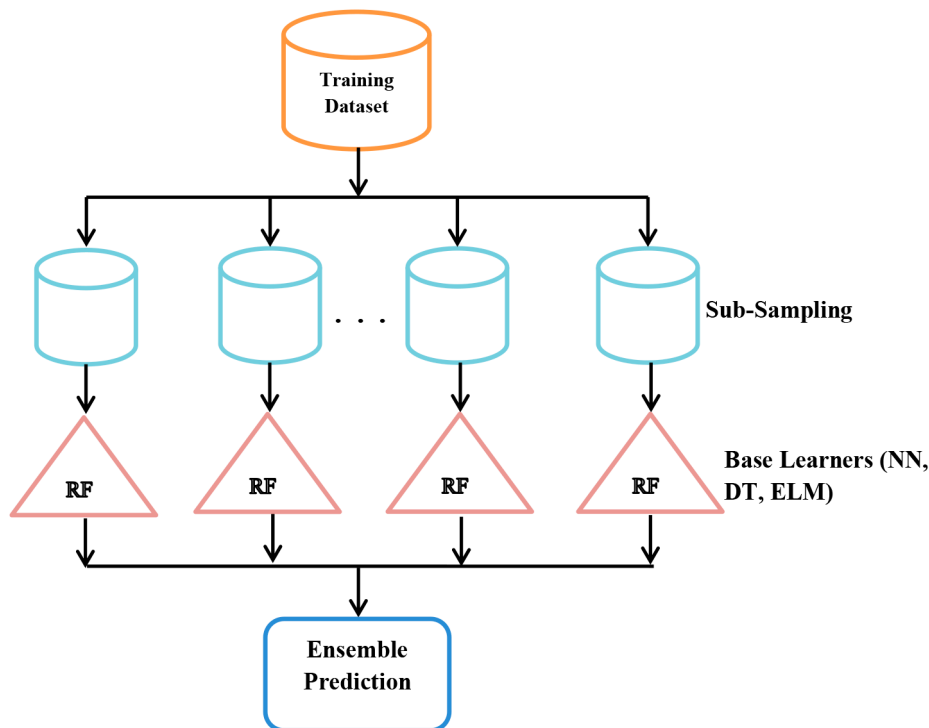 Training
Dataset
. . .
Sub-Sampling
RF
RF
RF
RF
Base Learners (NN,
DT, ELM)
Ensemble
Prediction